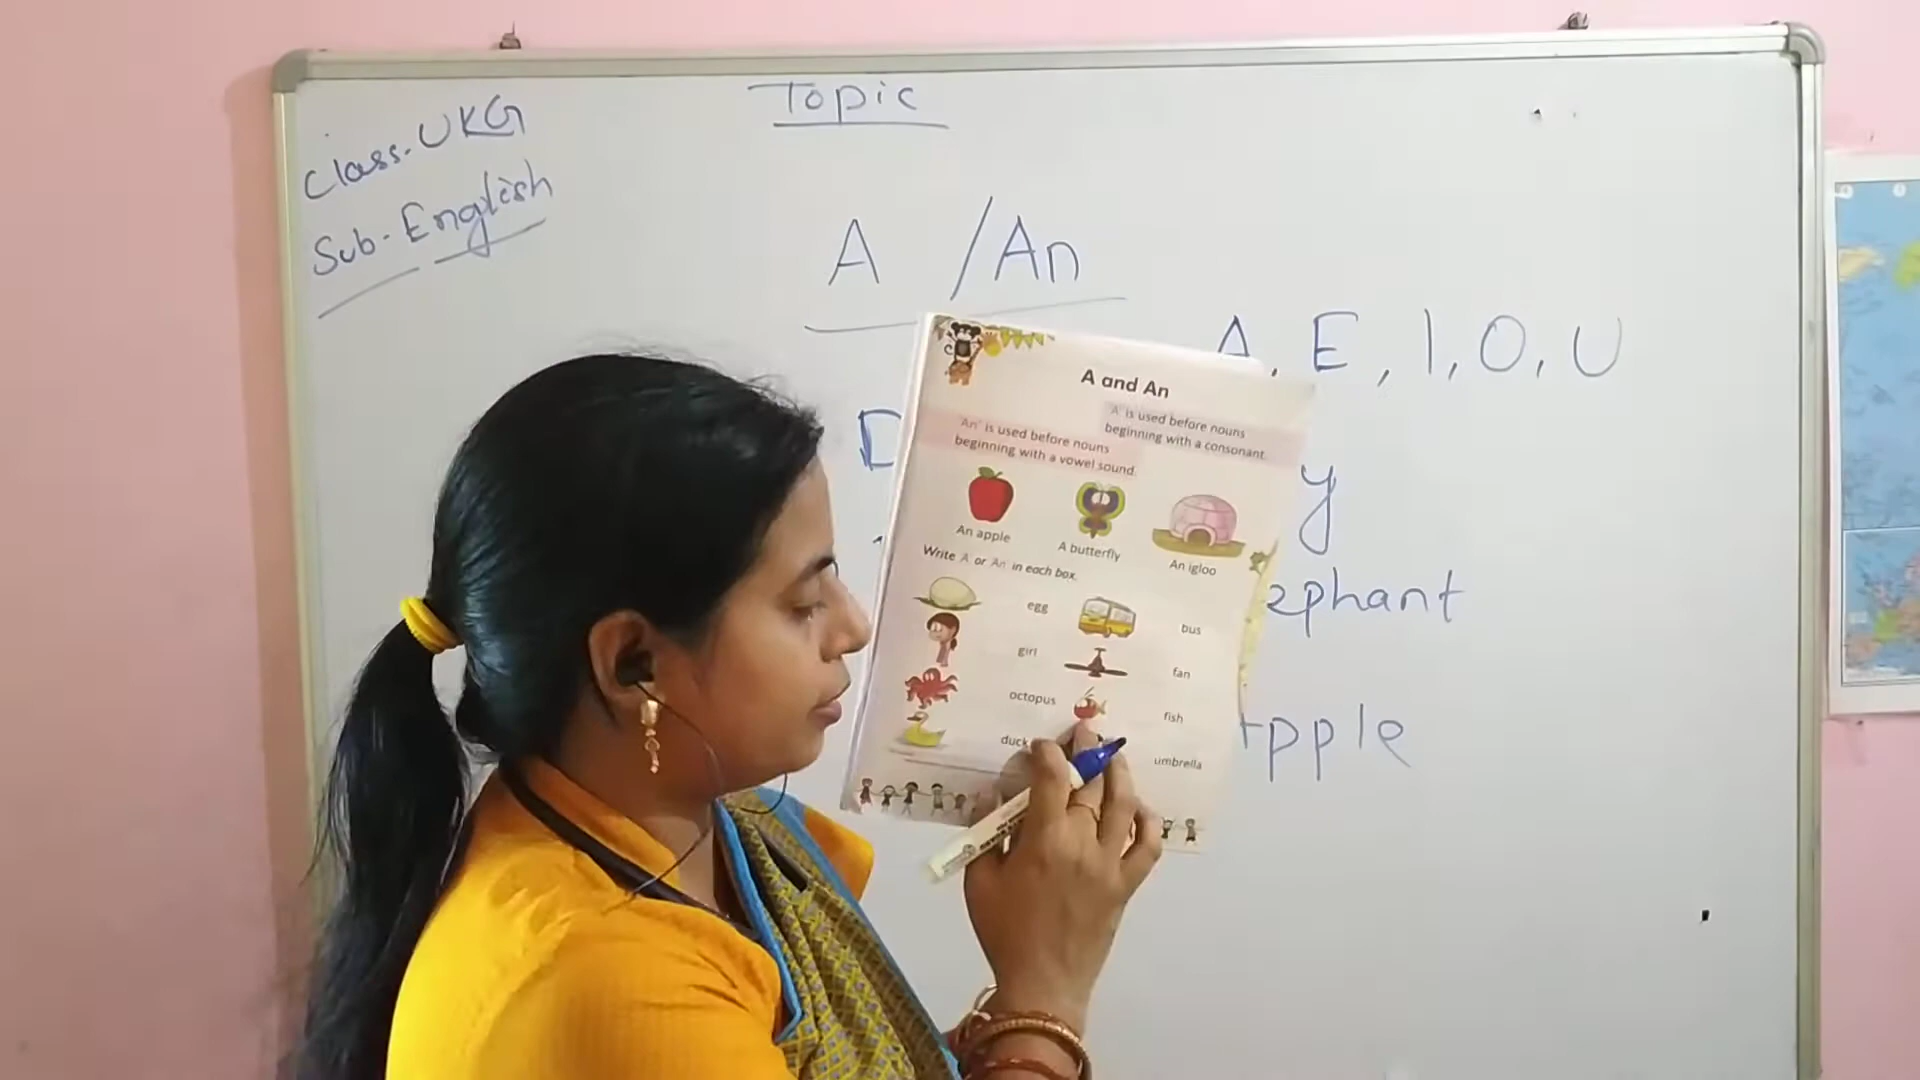 Topic
Class-UKG
Sub-English
A / An
A, E, I, O, U
A and An
'A' is used before nouns
beginning with a consonant.
'An' is used before nouns
beginning with a vowel sound.
An apple
A butterfly
An igloo
Write A or An in each box.
egg
bus
girl
fan
octopus
fish
duck
umbrella
y
ephant
pple